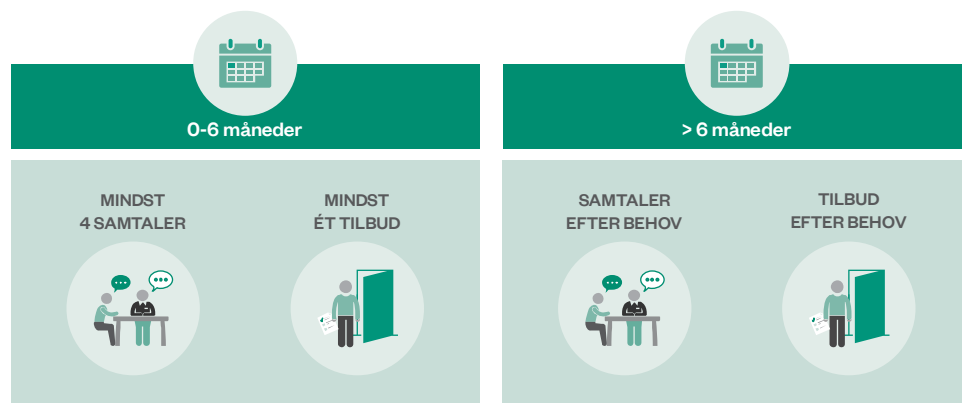 0-6 måneder
MINDST
4 SAMTALER
MINDST
ÉT TILBUD
> 6 måneder
SAMTALER
EFTER BEHOV
TILBUD
EFTER BEHOV